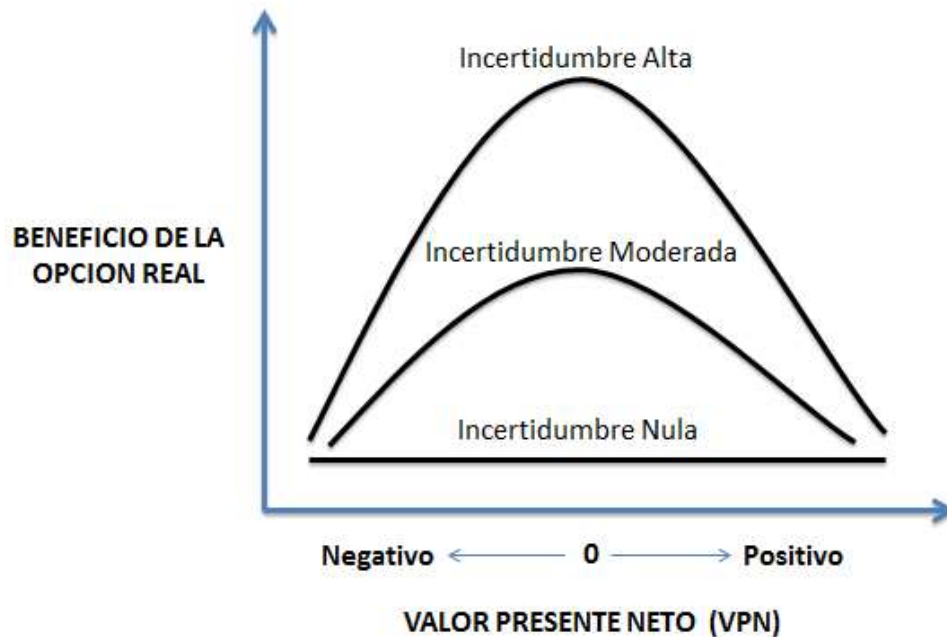 Incertidumbre Alta
BENEFICIO DE LA
OPCION REAL
Incertidumbre Moderada
Incertidumbre Nula
Negativo 0 Positivo
VALOR PRESENTE NETO (VPN)